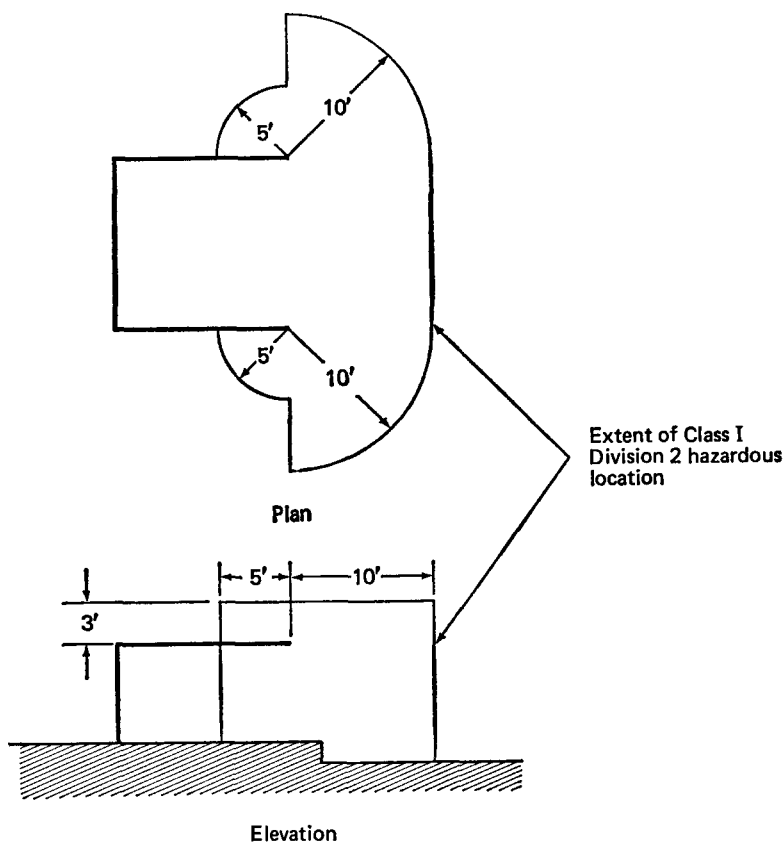 10'
5'
5'
10'
Extent of Class I
Division 2 hazardous
location
Plan
5'
10'
3'
Elevation